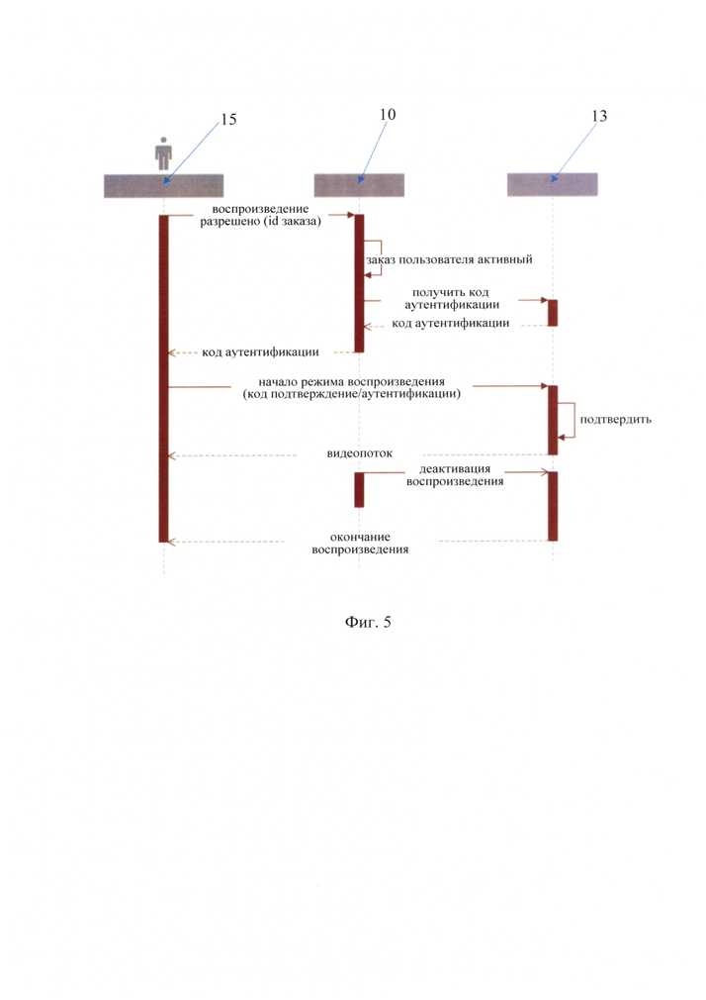 15
10
13
воспроизведение
разрешено (id заказа)
заказ пользователя активный
получить код
аутентификации
код аутентификации
код аутентификации
начало режима воспроизведения
(код подтверждение/аутентификации)
подтвердить
видеопоток
деактивация
воспроизведения
окончание
воспроизведения
Фиг. 5